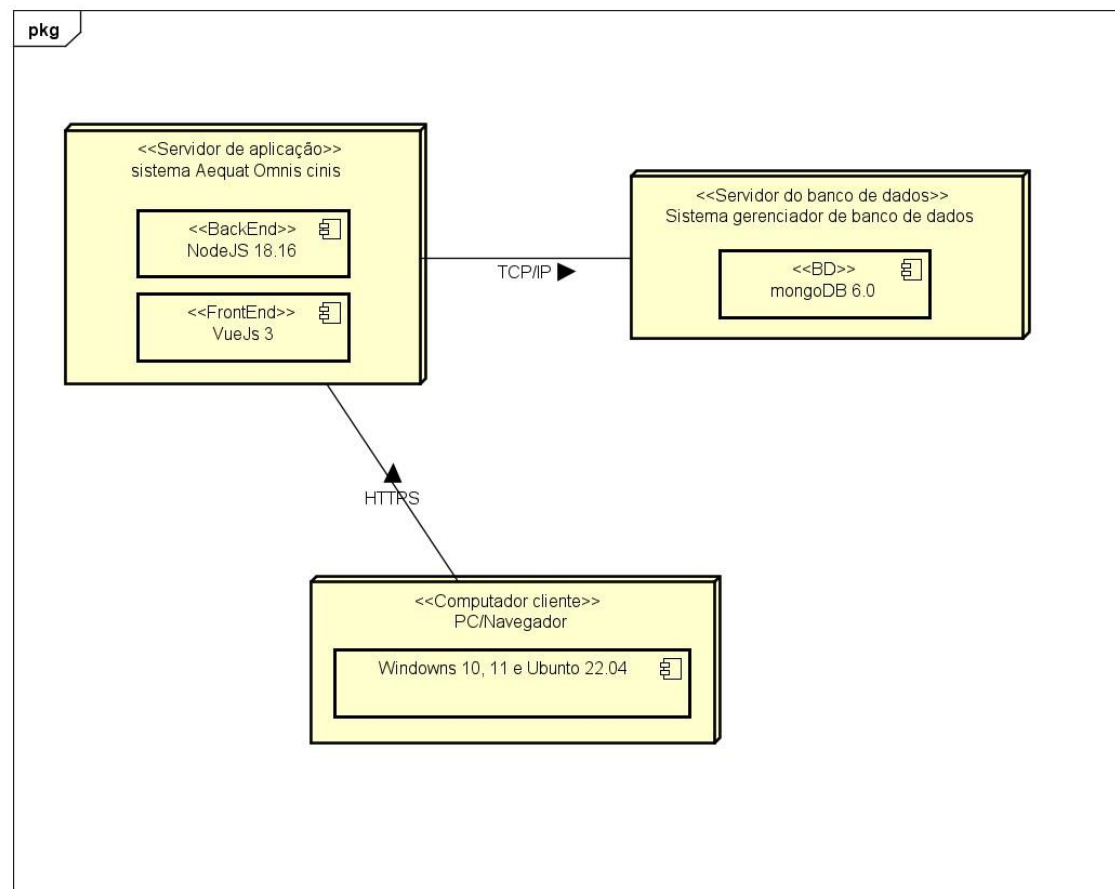 pkg
<<Servidor de aplicação>>
sistema Aequat Omnis cinis
<<BackEnd>>
NodeJS 18.16
<<FrontEnd>>
VueJs 3
<<Servidor do banco de dados>>
Sistema gerenciador de banco de dados
<<BD>>
mongoDB 6.0
TCP/IP
HTTPS
<<Computador cliente>>
PC/Navegador
Windowns 10, 11 e Ubunto 22.04